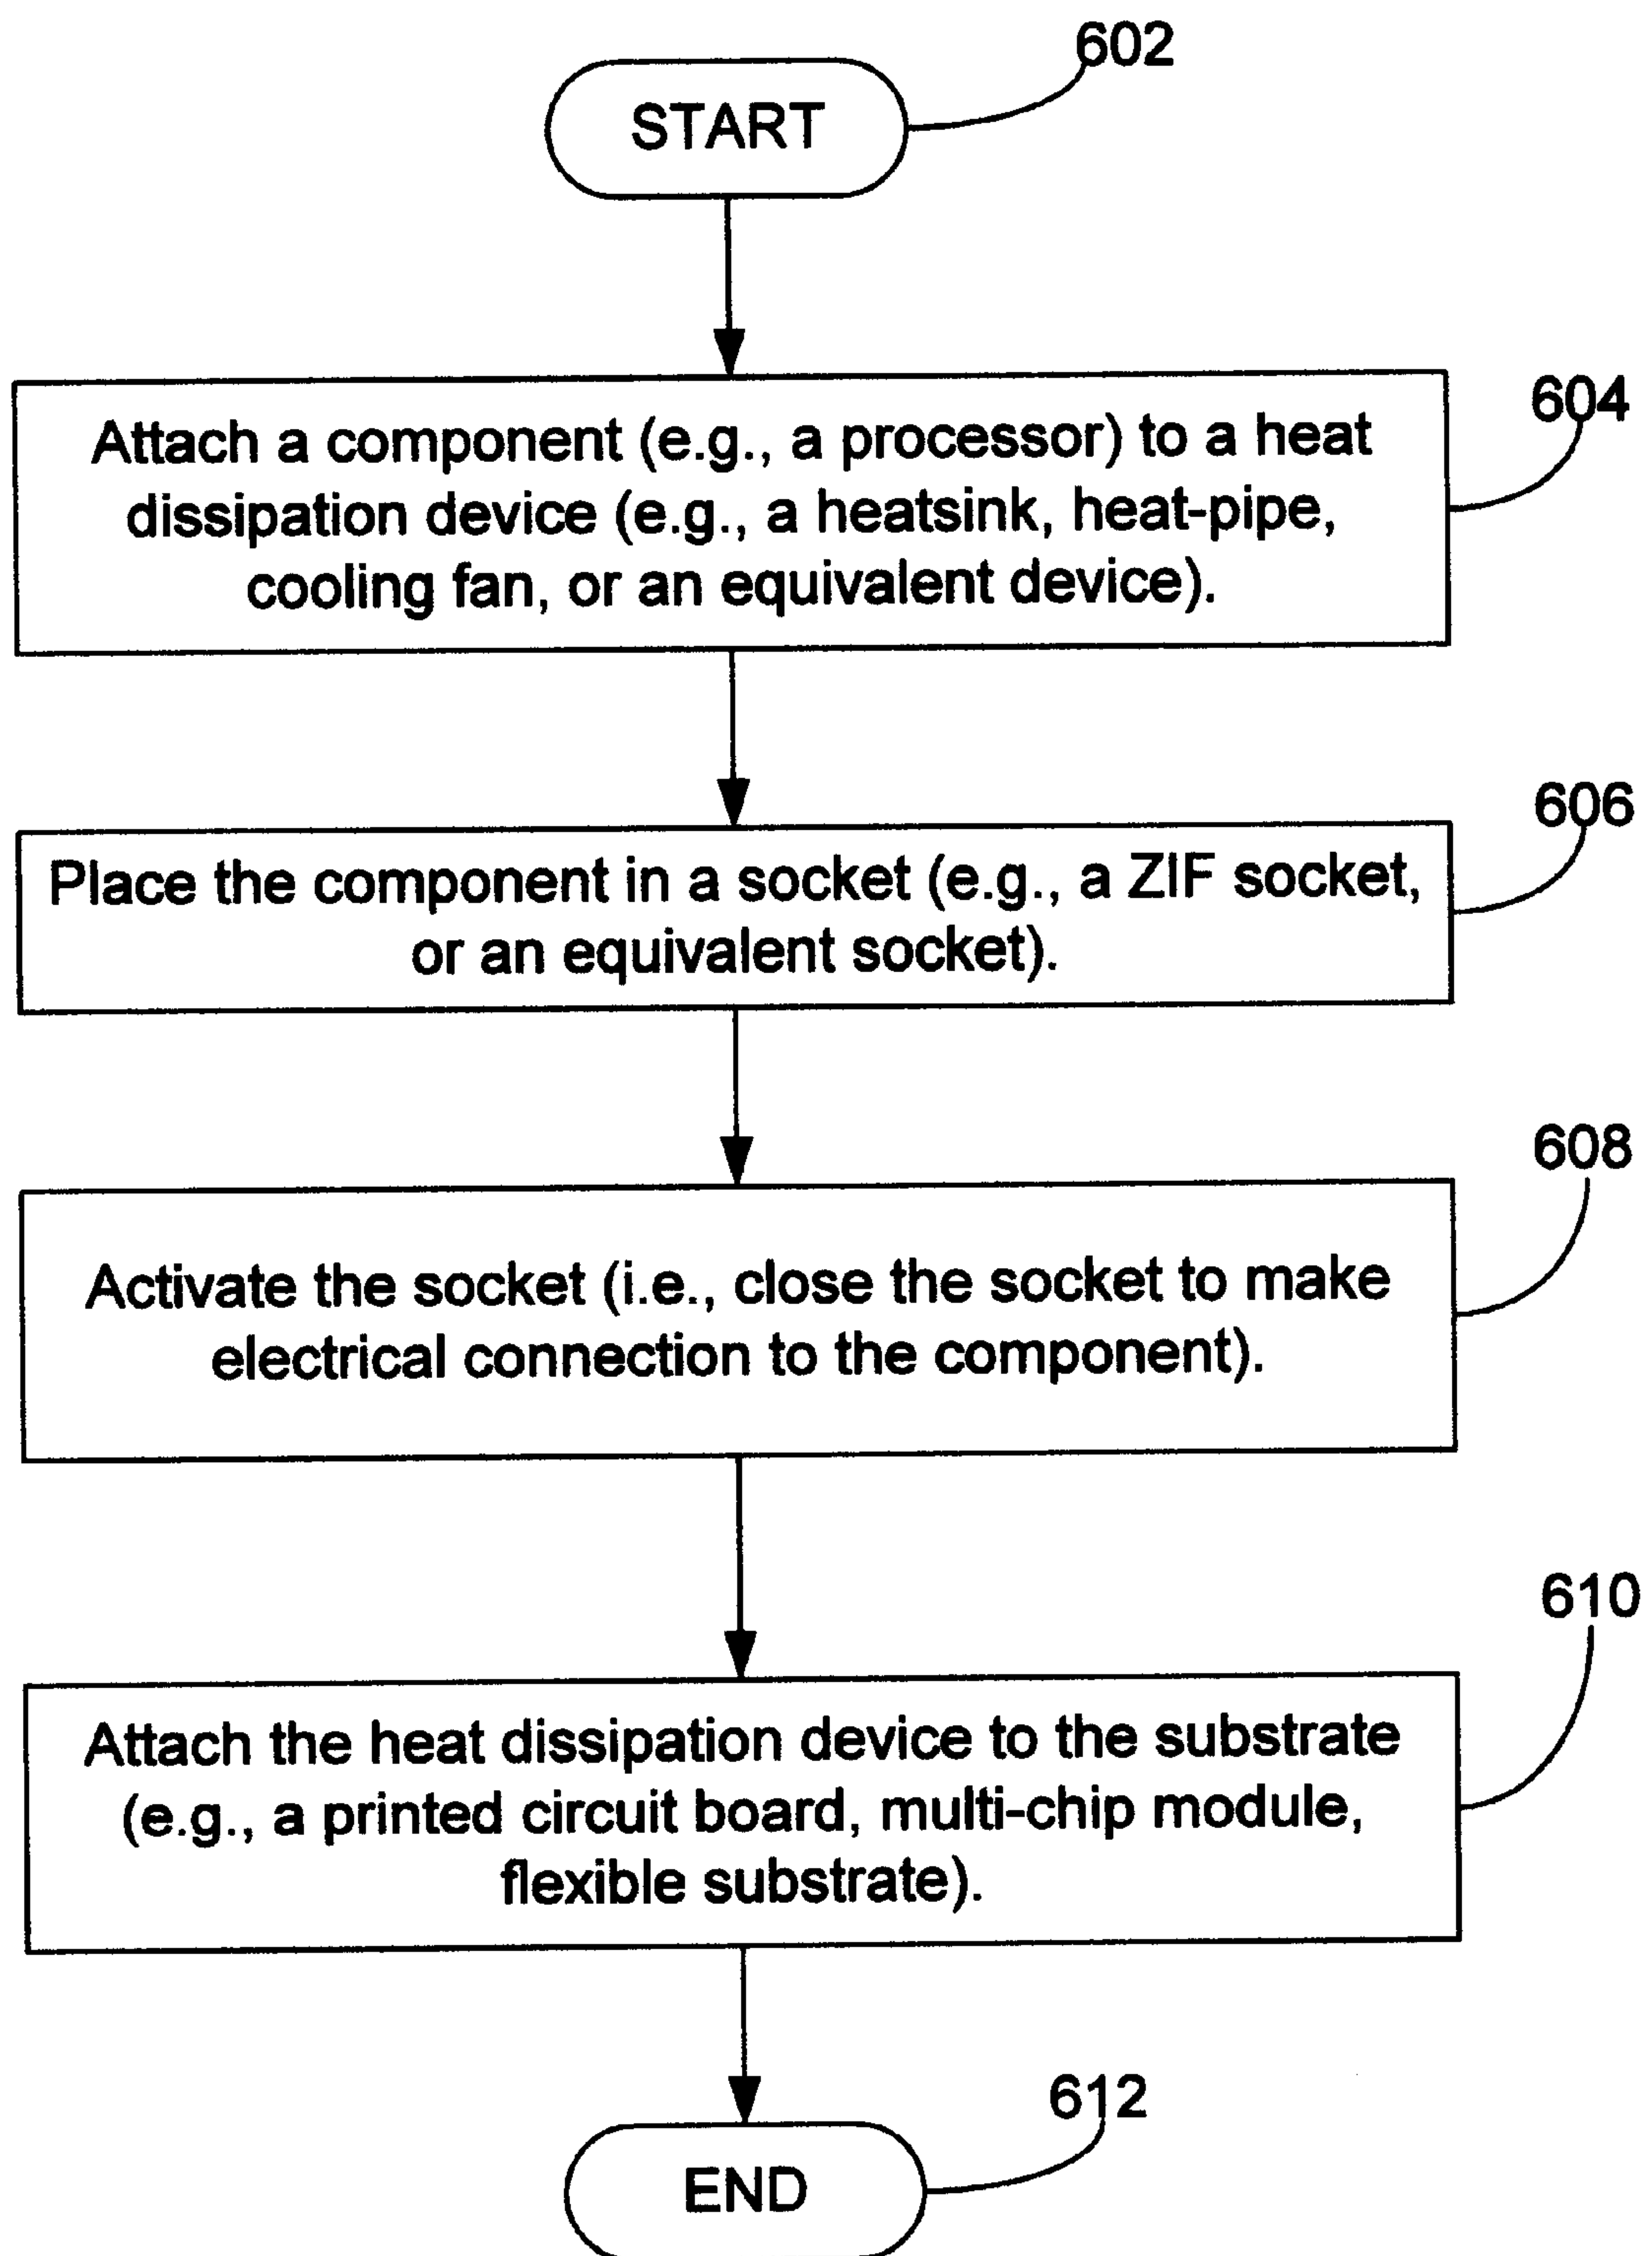 602
START
604
Attach a component (e.g., a processor) to a heat
dissipation device (e.g., a heatsink, heat-pipe,
cooling fan, or an equivalent device).
606
Place the component in a socket (e.g., a ZIF socket,
or an equivalent socket).
608
Activate the socket (i.e., close the socket to make
electrical connection to the component).
610
Attach the heat dissipation device to the substrate
(e.g., a printed circuit board, multi-chip module,
flexible substrate).
612
END